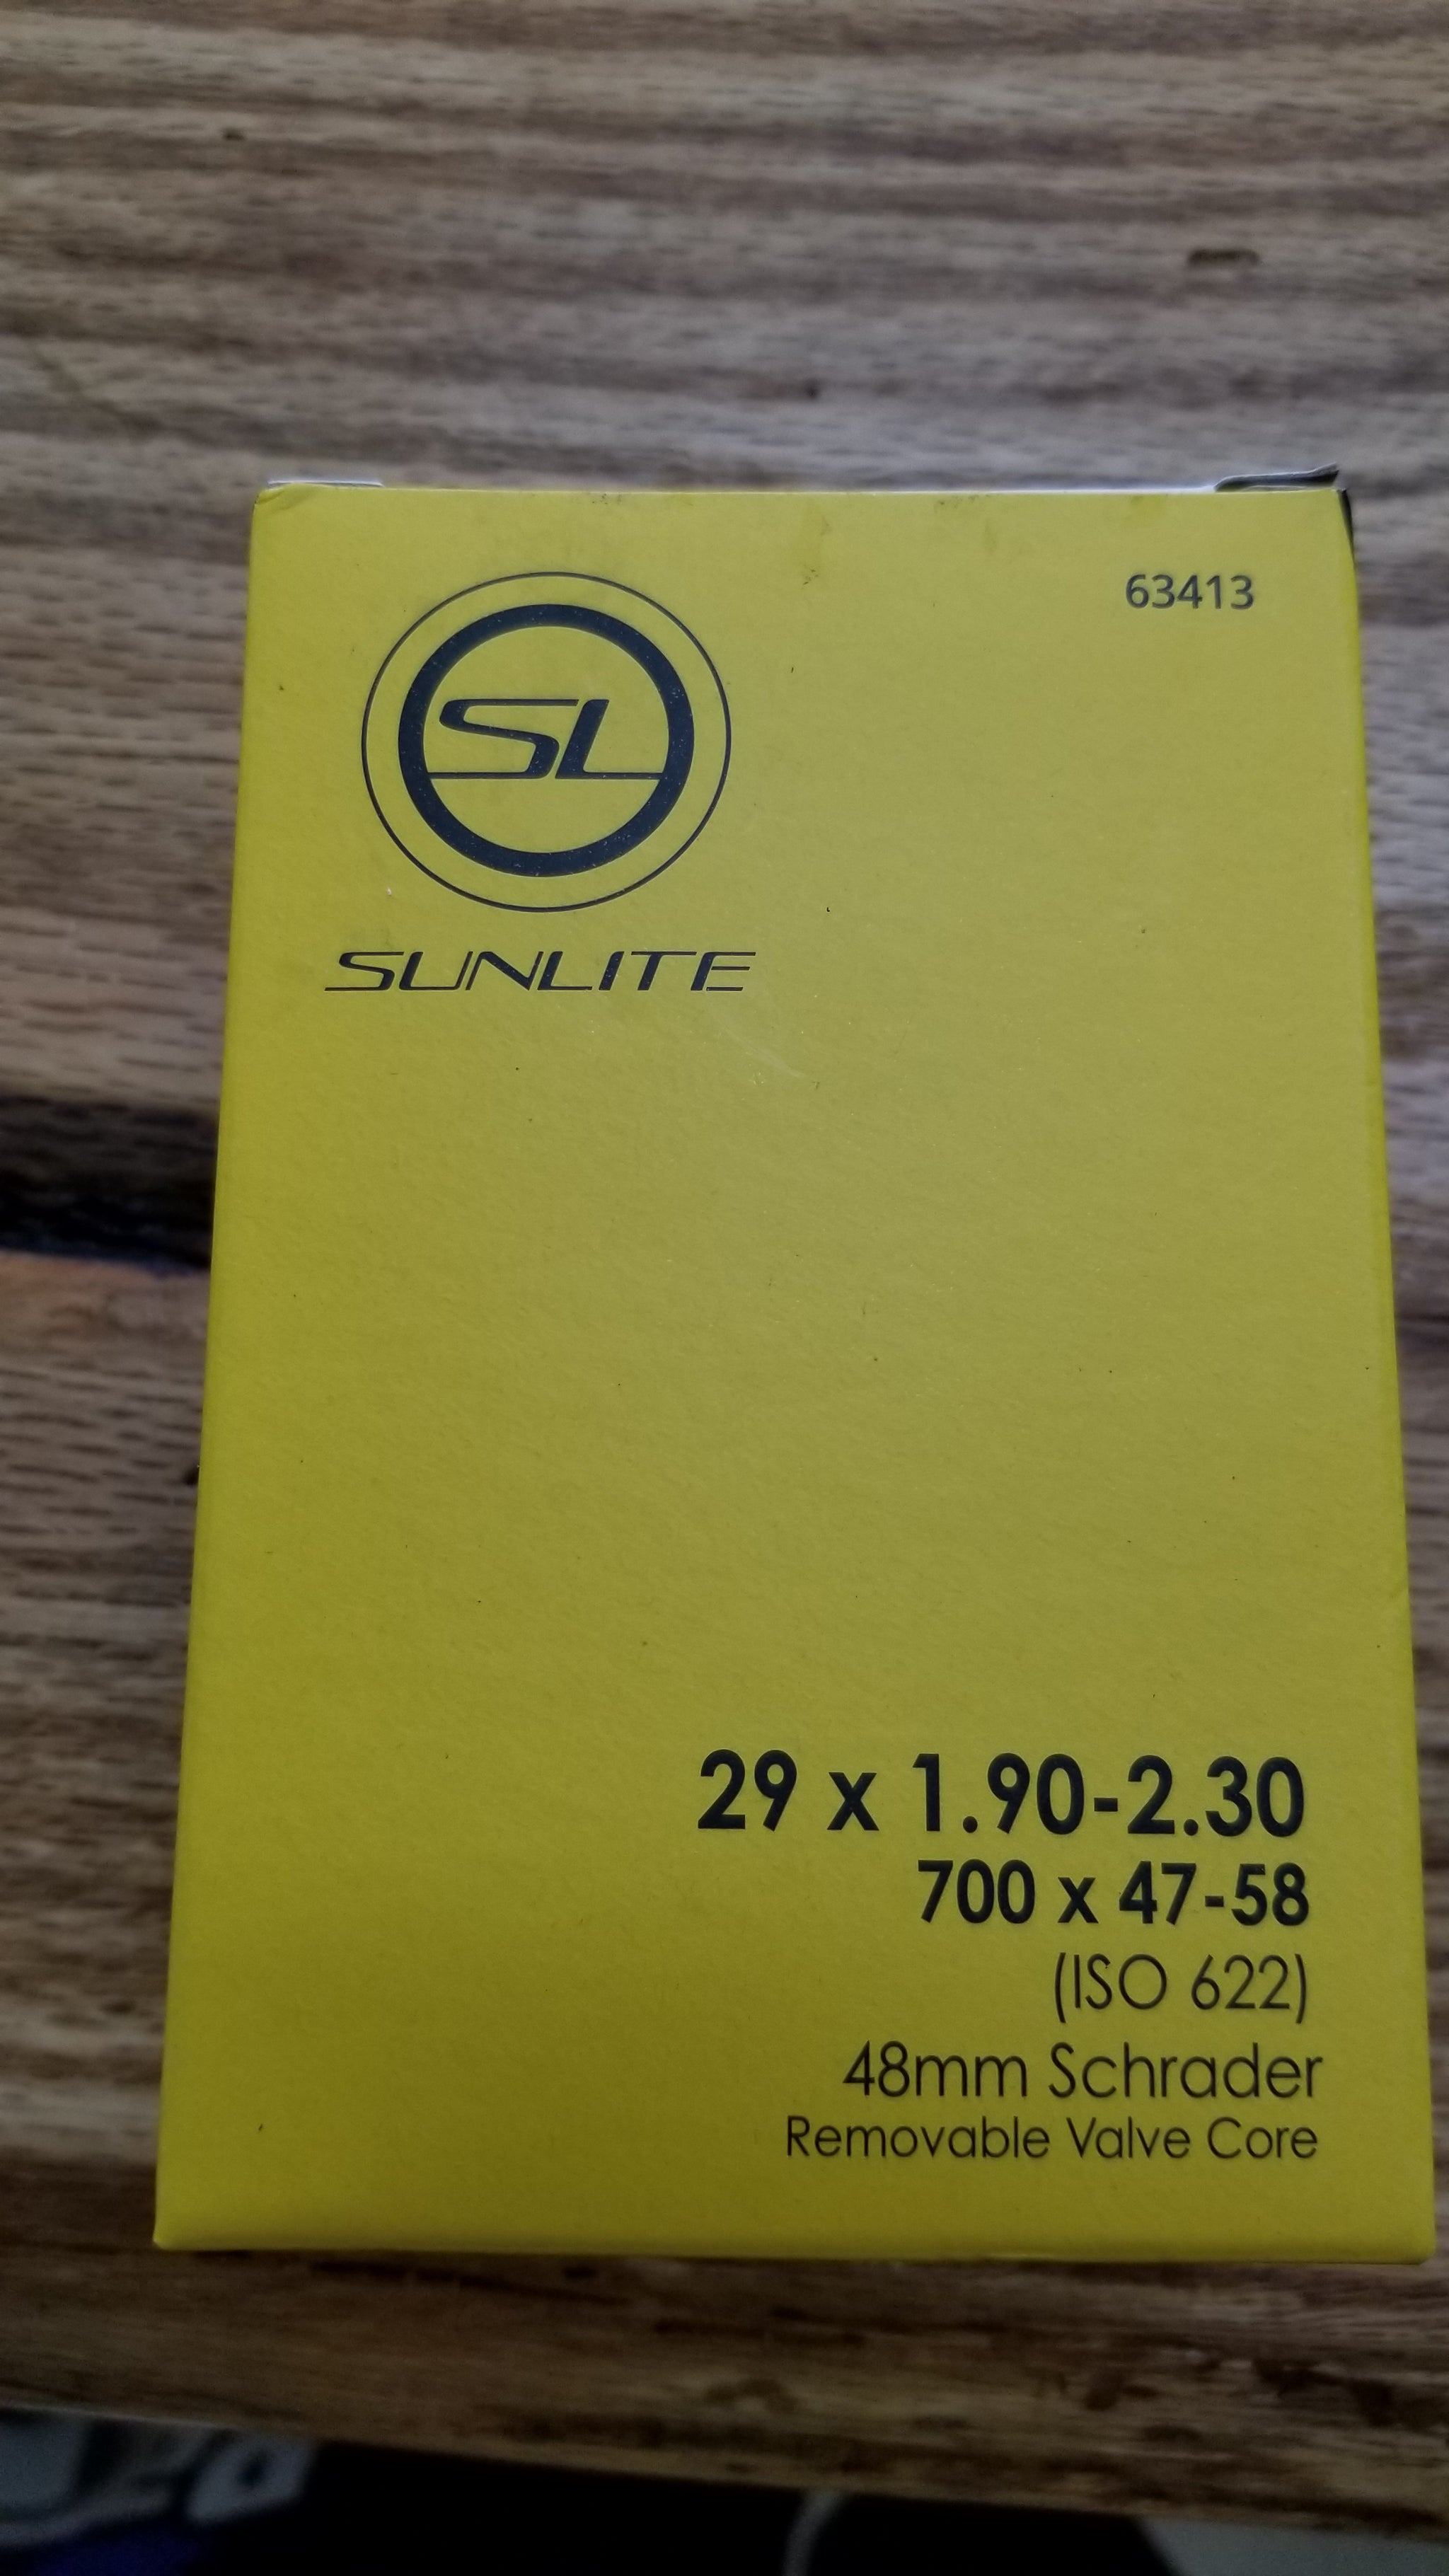 63413
SL
SUNLITE
29 x 1.90-2.30
700 x 47-58
(ISO 622)
48mm Schrader
Removable Valve Core